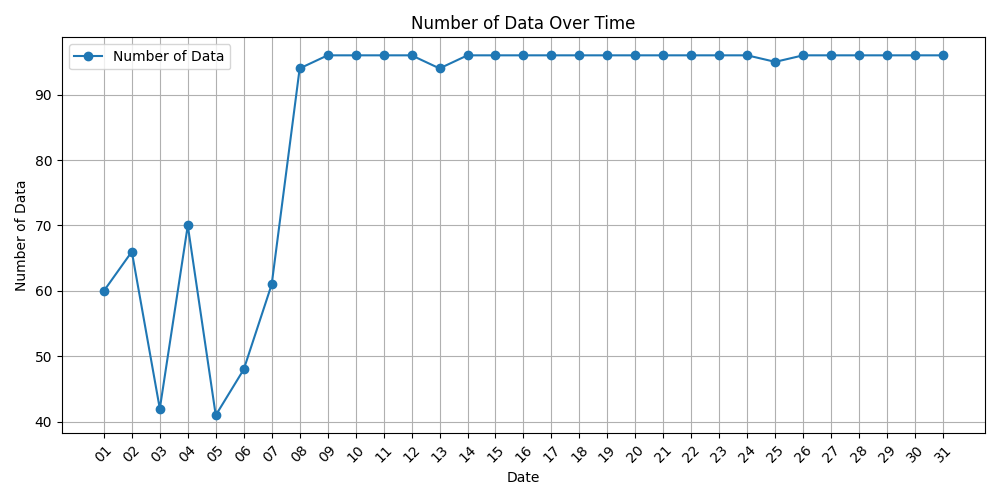 Number of Data Over Time
Number of Data
Number of Data
90
80
70
60
50
40
01 02 03 04 05 06 07 08 09 10 11 12 13 14 15 16 17 18 19 20 21 22 23 24 25 26 27 28 29 30 31
Date